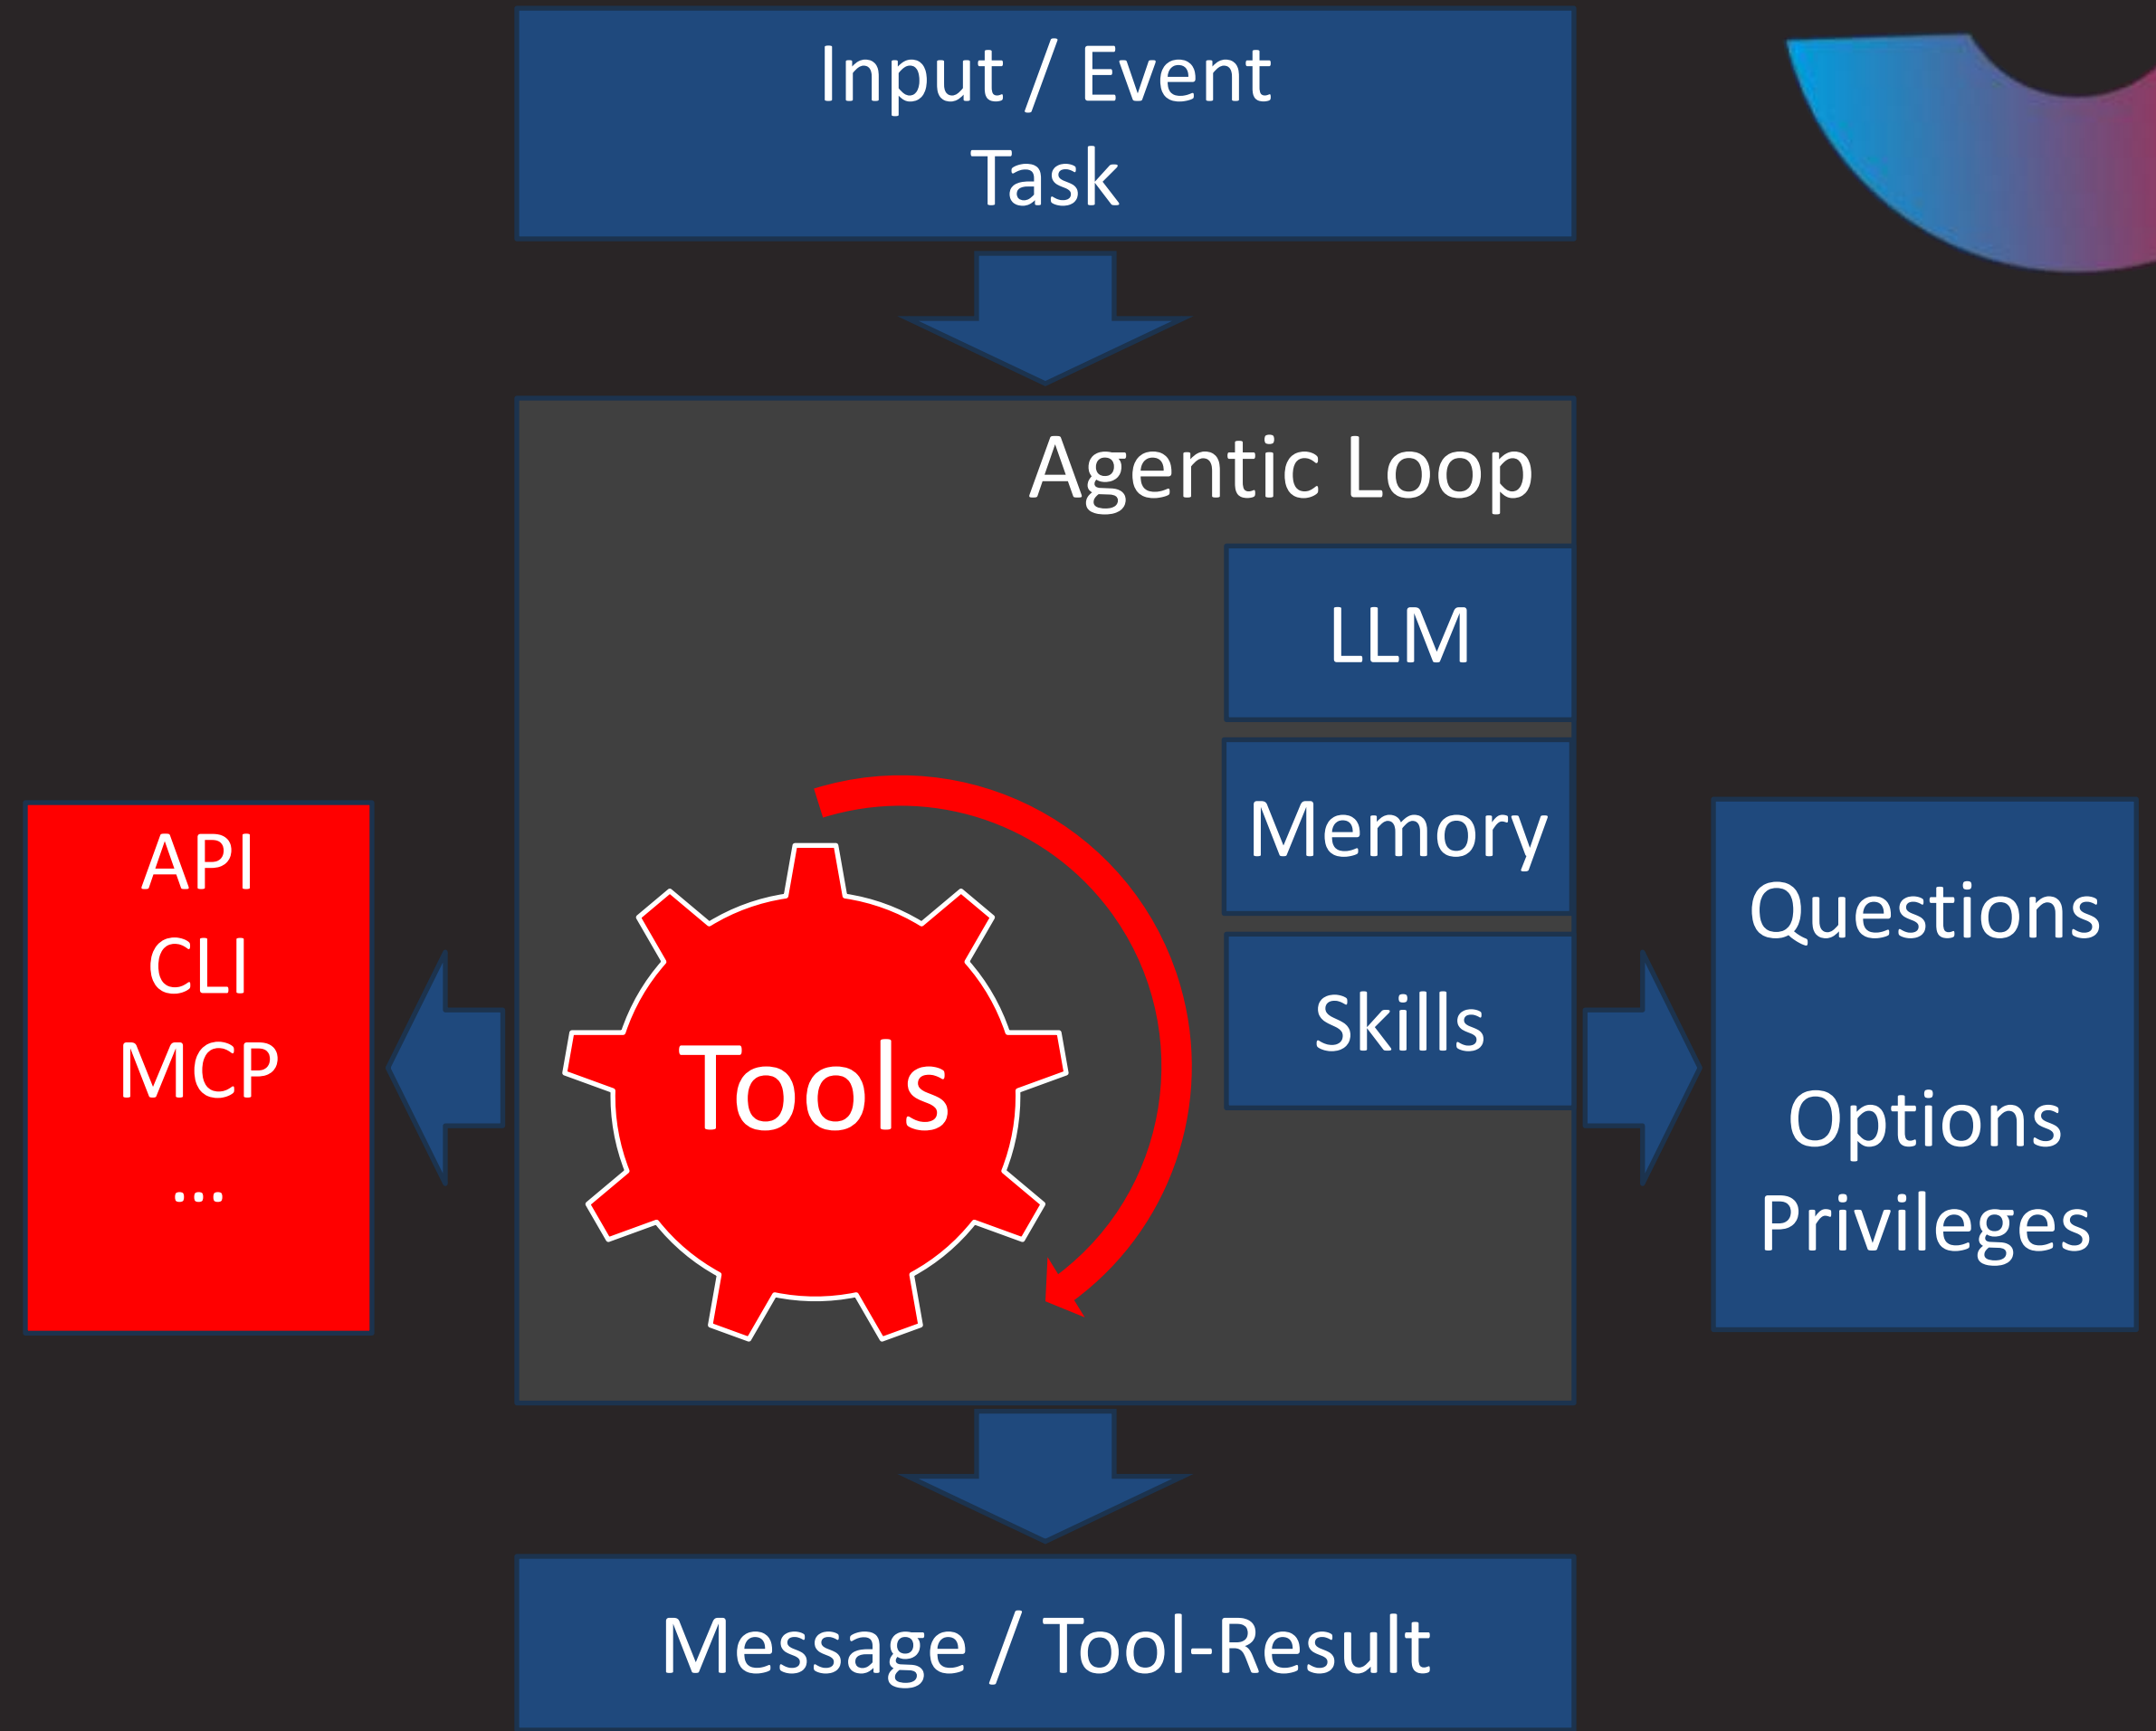 Input / Event
Task
Agentic Loop
LLM
Memory
Skills
Tools
API
CLI
MCP
...
Questions
Options
Privileges
Message / Tool-Result